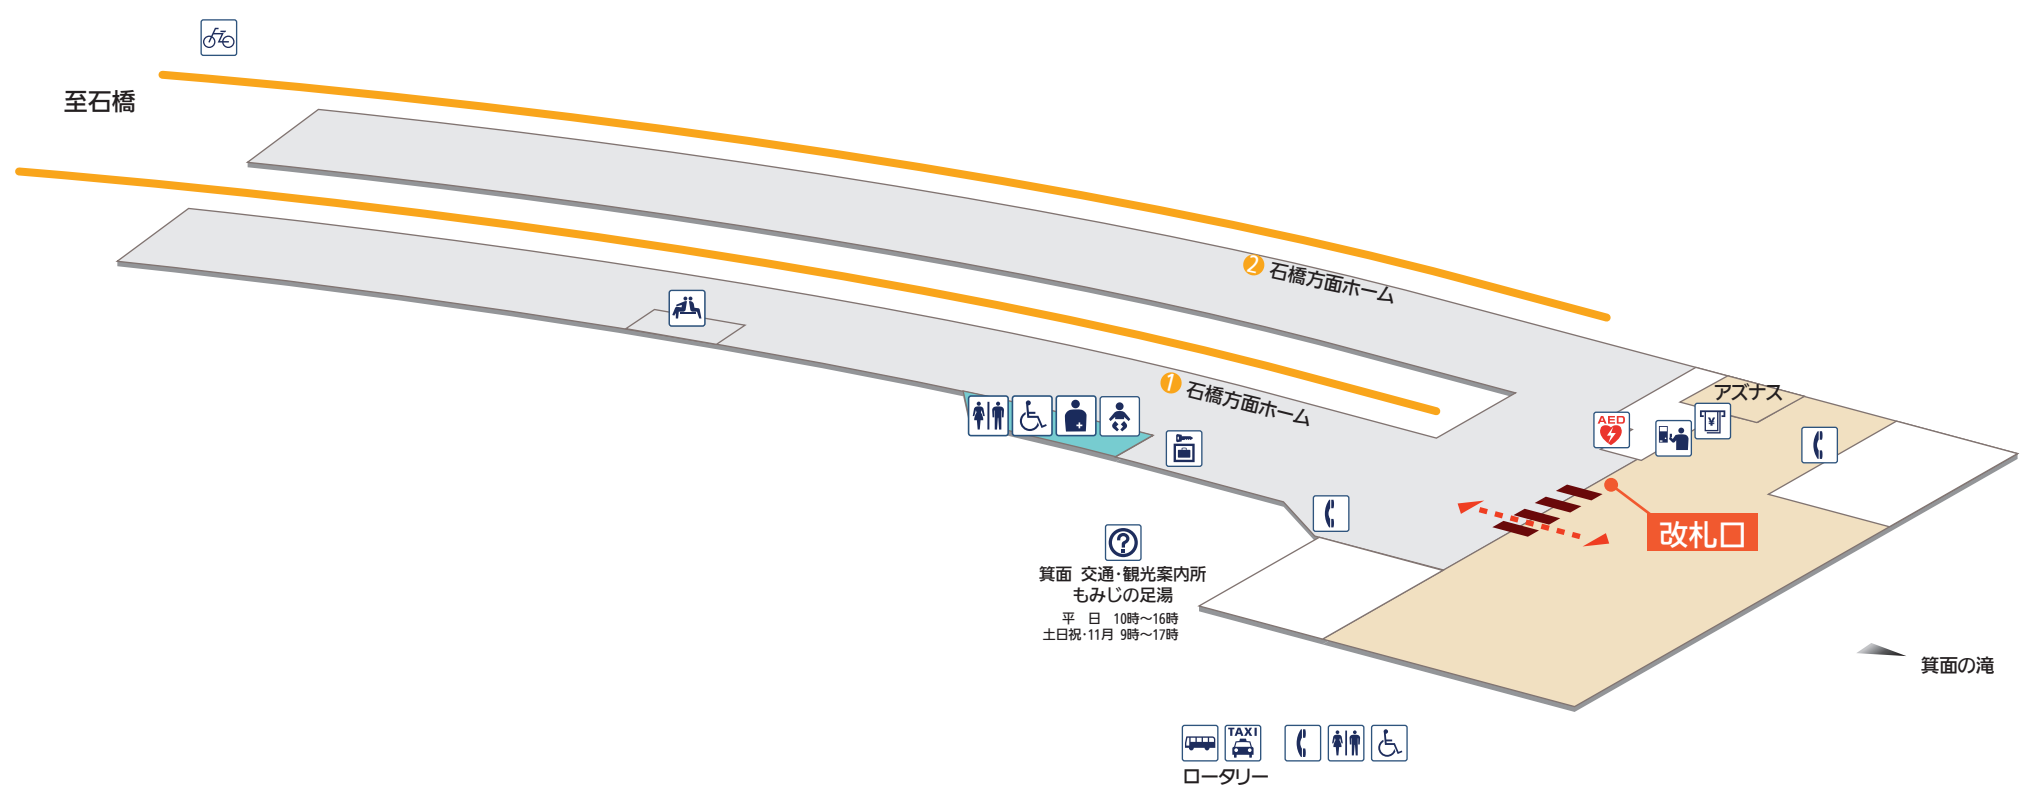 至石橋
2 石橋方面ホーム
1 石橋方面ホーム
アズナス
AED
¥
改札口
?
箕面 交通・観光案内所
もみじの足湯
平 日 10時〜16時
土日祝・11月 9時〜17時
箕面の滝
TAXI
ロータリー